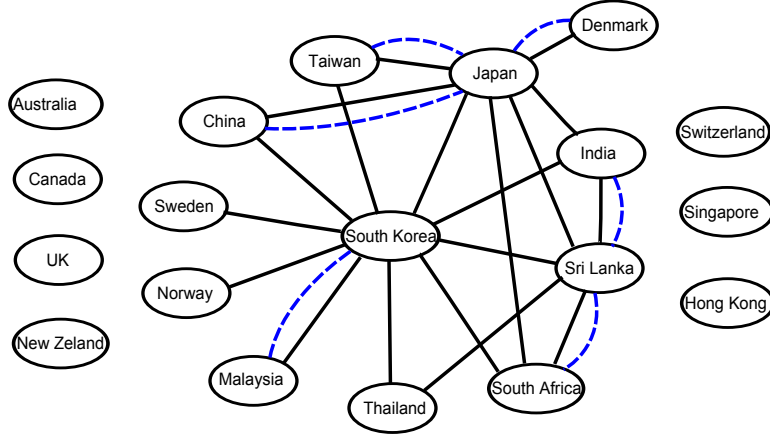 Denmark
Taiwan
Japan
Australia
China
Switzerland
India
Canada
Sweden
Singapore
South Korea
UK
Sri Lanka
Norway
Hong Kong
New Zeland
Malaysia
South Africa
Thailand